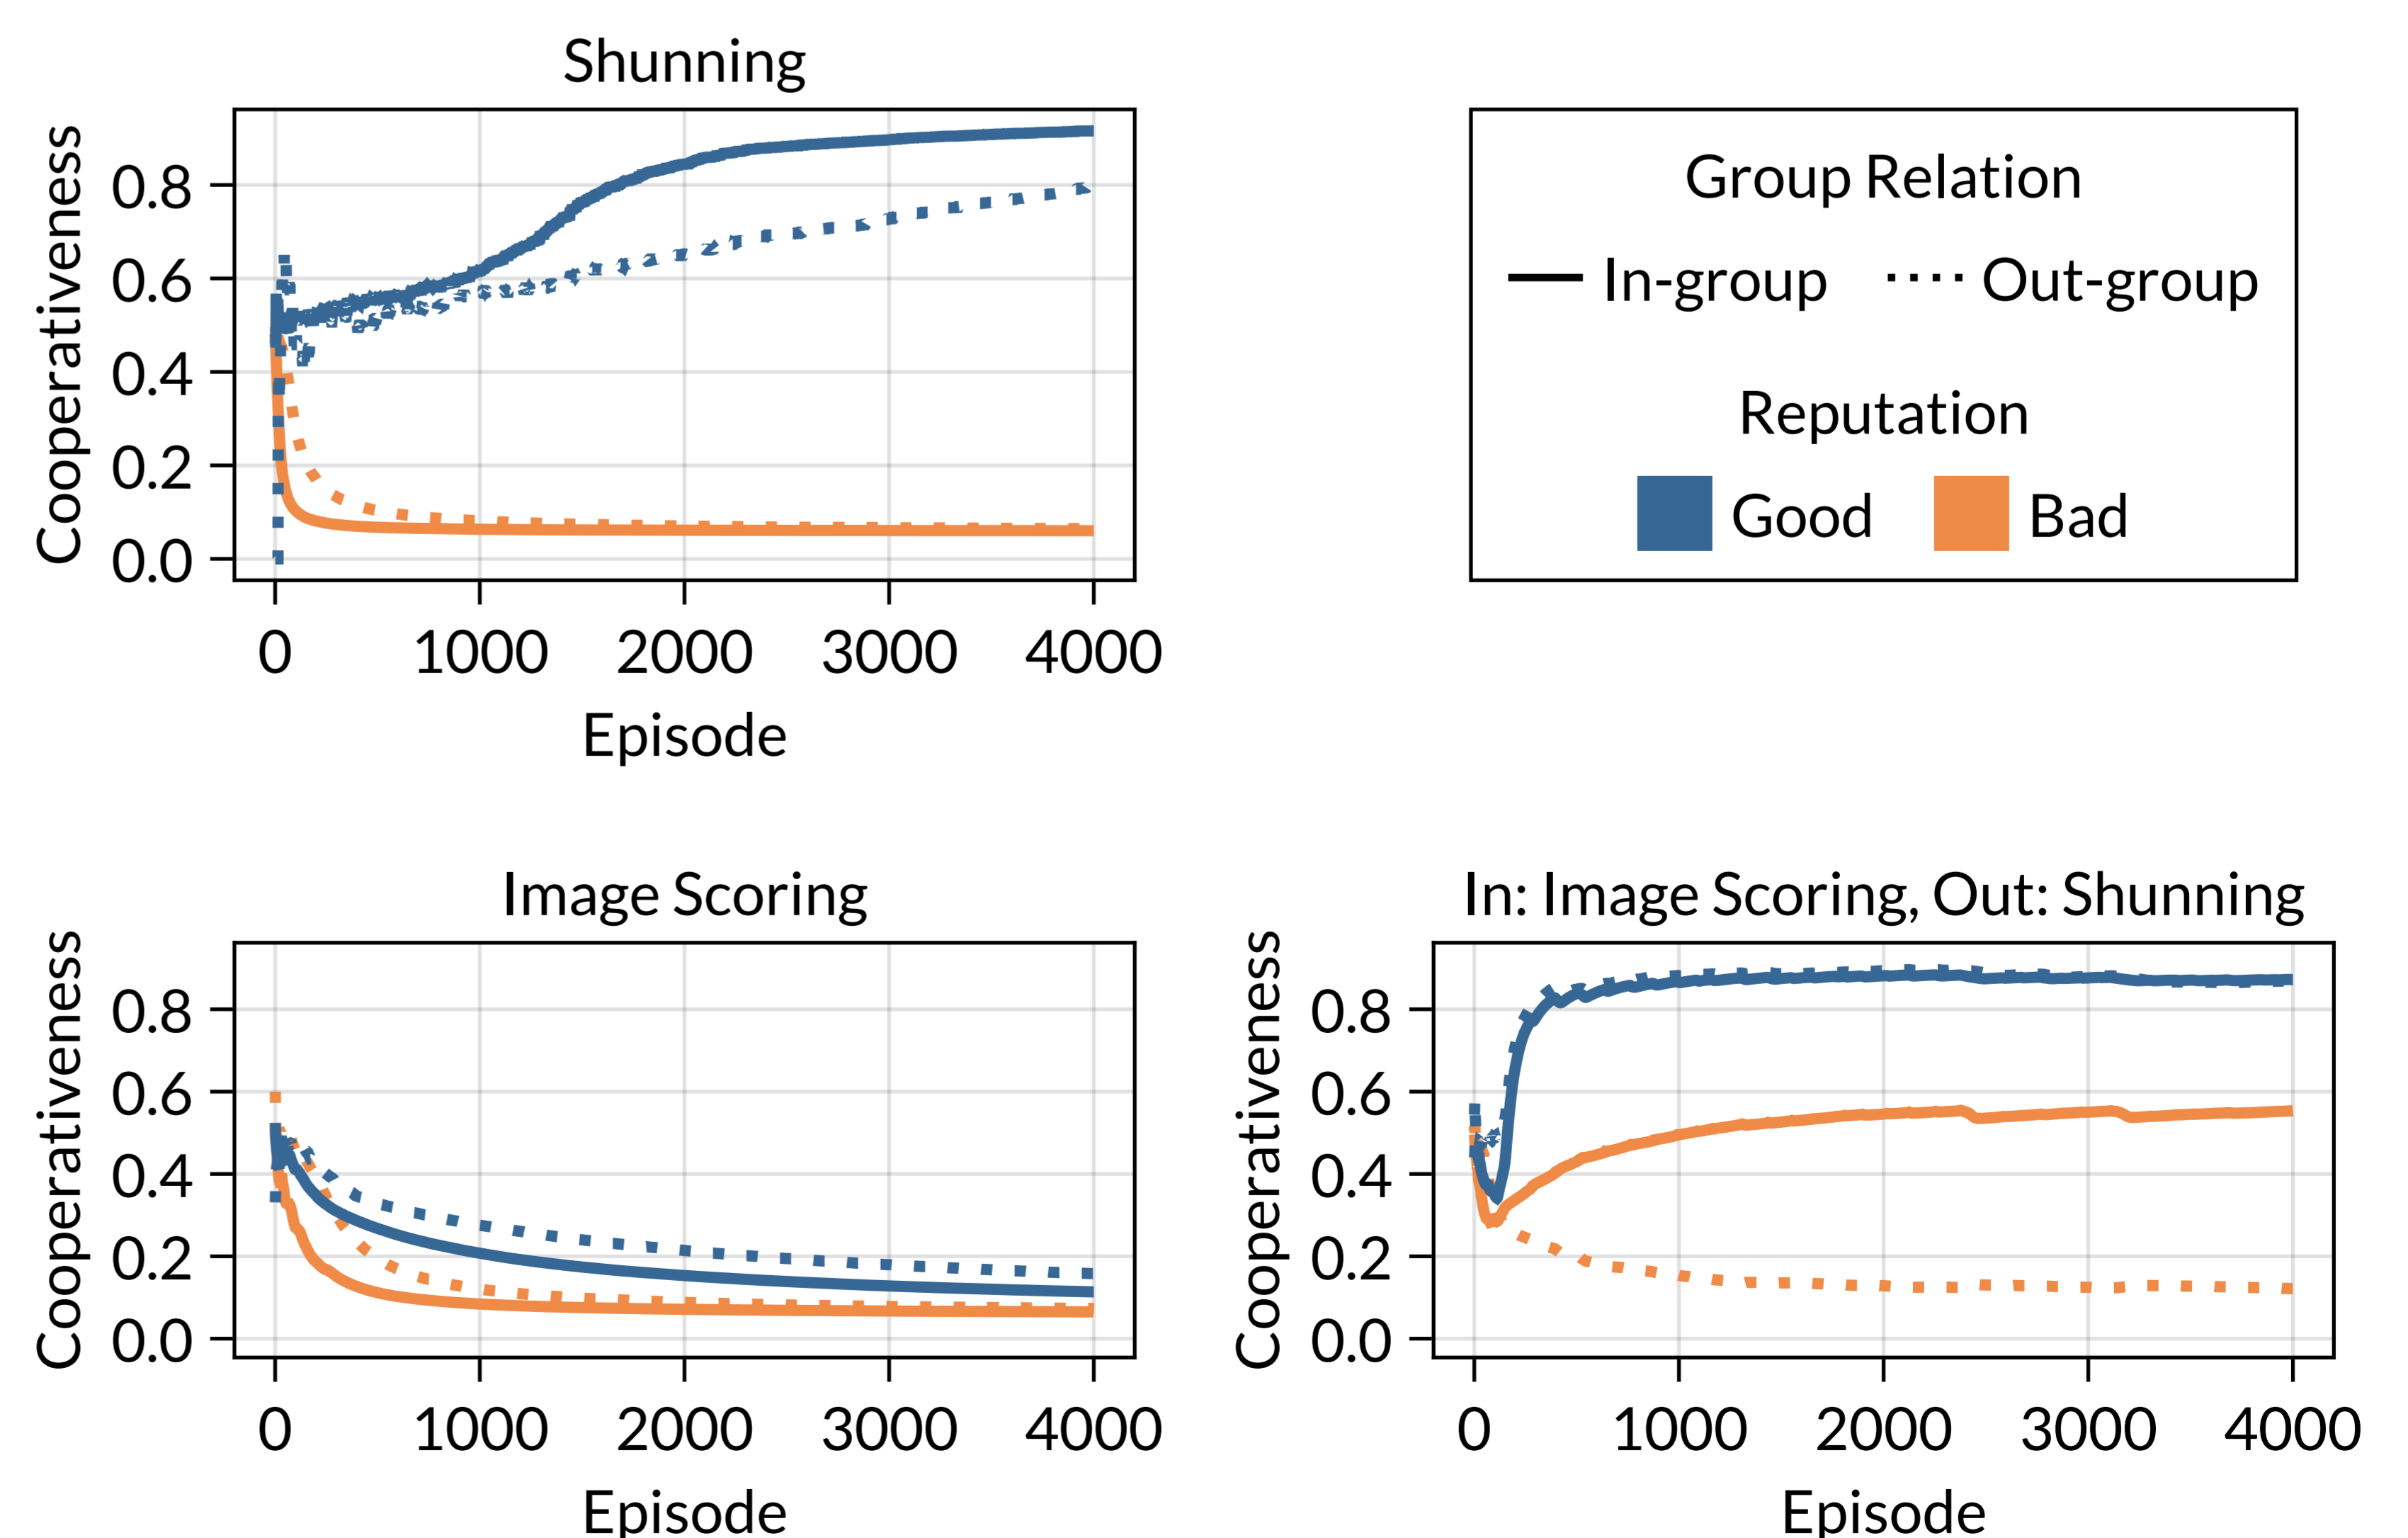 Shunning
Cooperativeness
0.8
0.6
0.4
0.2
0.0
0 1000 2000 3000 4000
Episode
Group Relation
In-group Out-group
Reputation
Good Bad
Image Scoring
Cooperativeness
0.8
0.6
0.4
0.2
0.0
0 1000 2000 3000 4000
Episode
In: Image Scoring, Out: Shunning
Cooperativeness
0.8
0.6
0.4
0.2
0.0
0 1000 2000 3000 4000
Episode